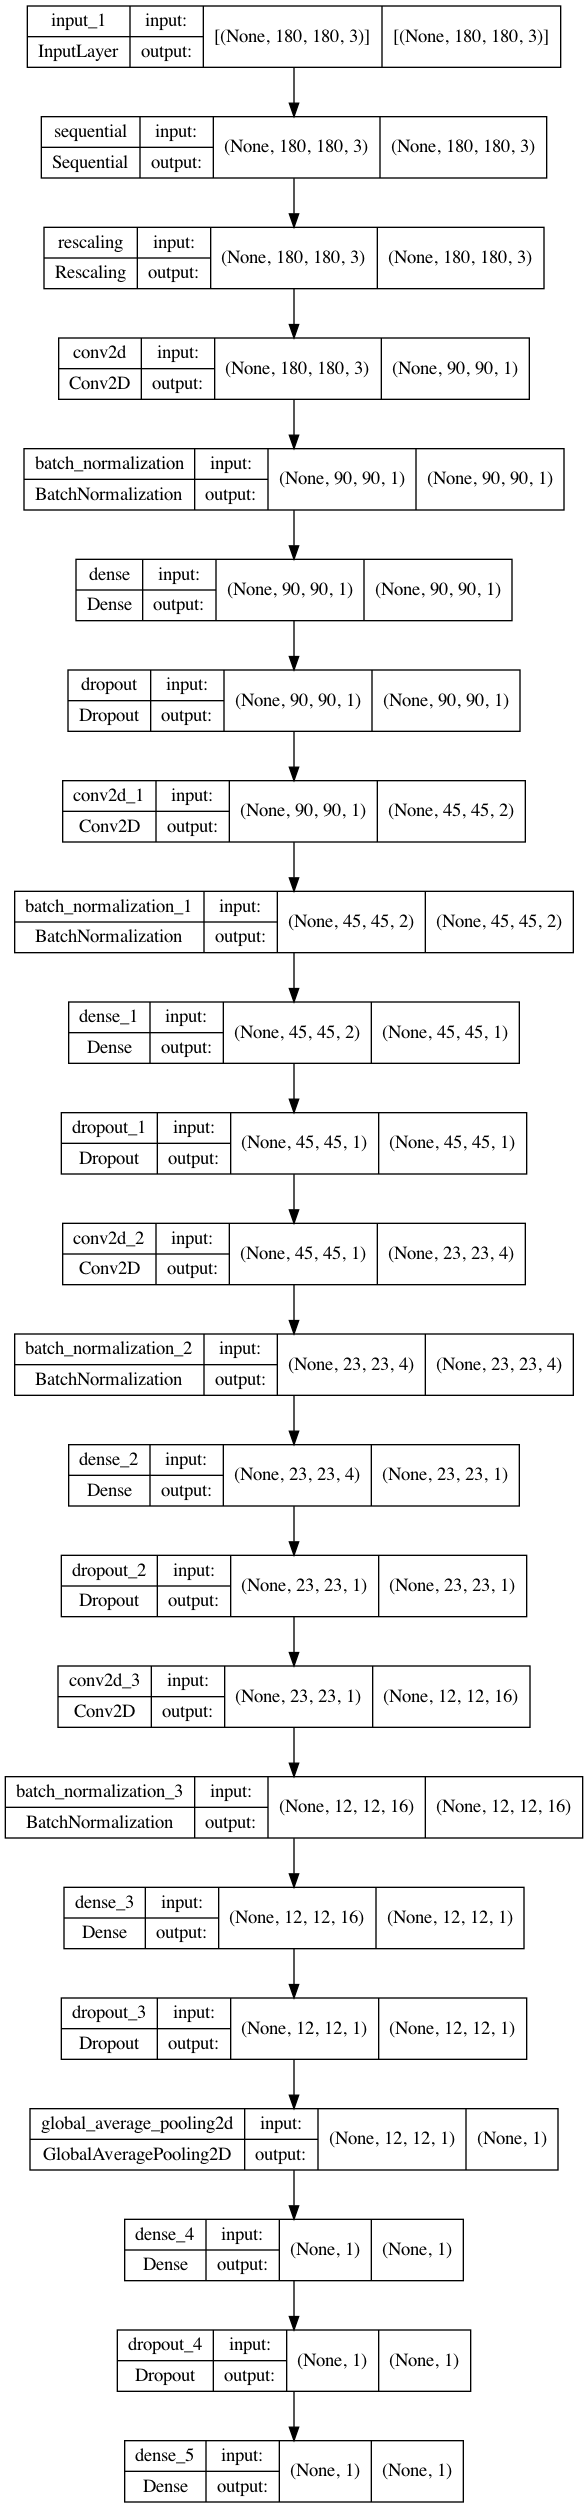 input_1 input: [(None, 180, 180, 3)] [(None, 180, 180, 3)]
InputLayer output:
sequential input: (None, 180, 180, 3) (None, 180, 180, 3)
Sequential output:
rescaling input: (None, 180, 180, 3) (None, 180, 180, 3)
Rescaling output:
conv2d input: (None, 180, 180, 3) (None, 90, 90, 1)
Conv2D output:
batch_normalization input: (None, 90, 90, 1) (None, 90, 90, 1)
BatchNormalization output:
dense input: (None, 90, 90, 1) (None, 90, 90, 1)
Dense output:
dropout input: (None, 90, 90, 1) (None, 90, 90, 1)
Dropout output:
conv2d_1 input: (None, 90, 90, 1) (None, 45, 45, 2)
Conv2D output:
batch_normalization_1 input: (None, 45, 45, 2) (None, 45, 45, 2)
BatchNormalization output:
dense_1 input: (None, 45, 45, 2) (None, 45, 45, 1)
Dense output:
dropout_1 input: (None, 45, 45, 1) (None, 45, 45, 1)
Dropout output:
conv2d_2 input: (None, 45, 45, 1) (None, 23, 23, 4)
Conv2D output:
batch_normalization_2 input: (None, 23, 23, 4) (None, 23, 23, 4)
BatchNormalization output:
dense_2 input: (None, 23, 23, 4) (None, 23, 23, 1)
Dense output:
dropout_2 input: (None, 23, 23, 1) (None, 23, 23, 1)
Dropout output:
conv2d_3 input: (None, 23, 23, 1) (None, 12, 12, 16)
Conv2D output:
batch_normalization_3 input: (None, 12, 12, 16) (None, 12, 12, 16)
BatchNormalization output:
dense_3 input: (None, 12, 12, 16) (None, 12, 12, 1)
Dense output:
dropout_3 input: (None, 12, 12, 1) (None, 12, 12, 1)
Dropout output:
global_average_pooling2d input: (None, 12, 12, 1) (None, 1)
GlobalAveragePooling2D output:
dense_4 input: (None, 1) (None, 1)
Dense output:
dropout_4 input: (None, 1) (None, 1)
Dropout output:
dense_5 input: (None, 1) (None, 1)
Dense output: